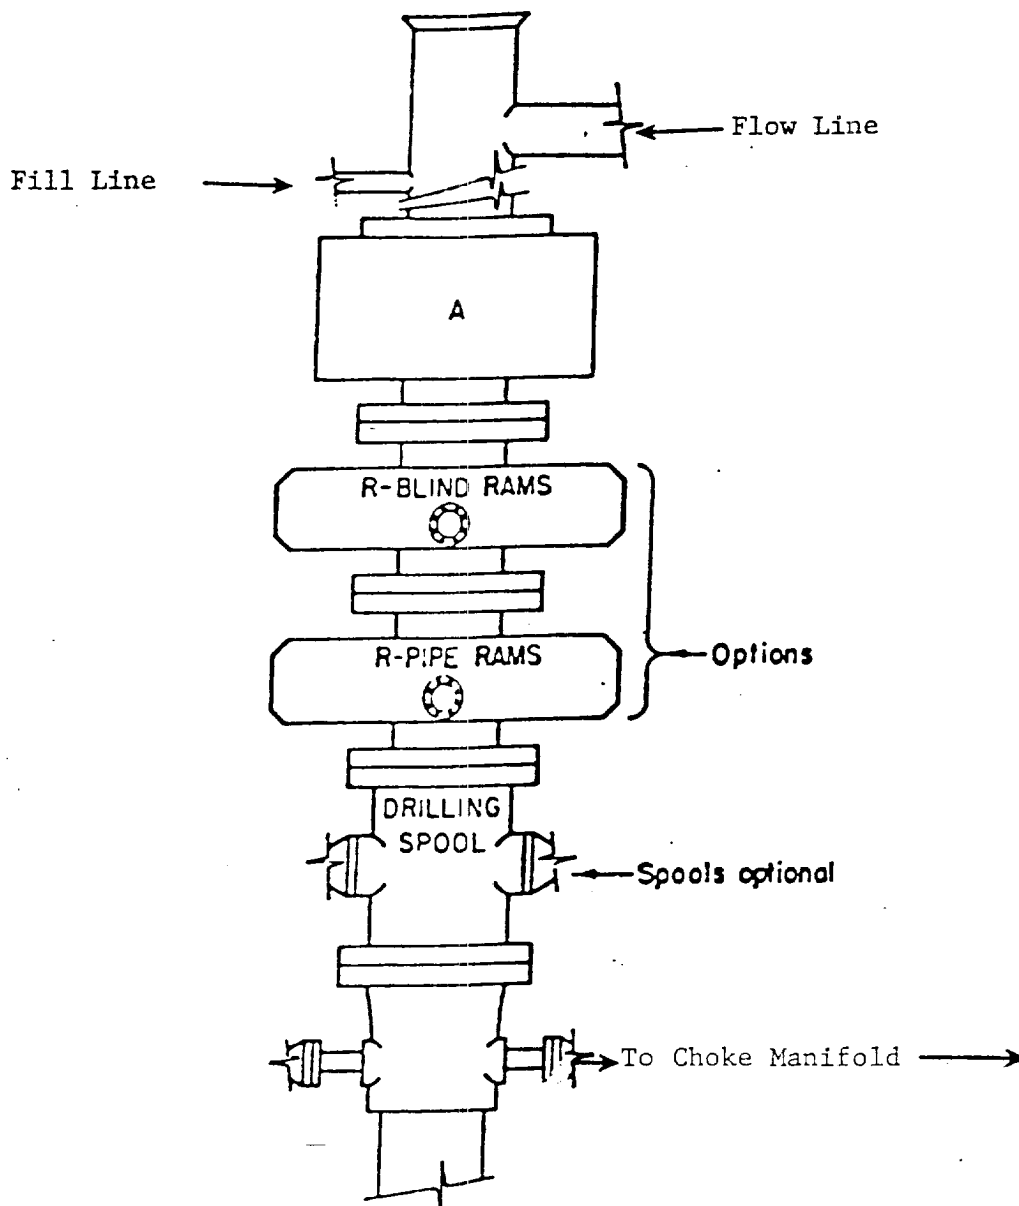 Flow Line
Fill Line
A
R-BLIND RAMS
R-PIPE RAMS
Options
DRILLING
SPOOL
Spools optional
To Choke Manifold